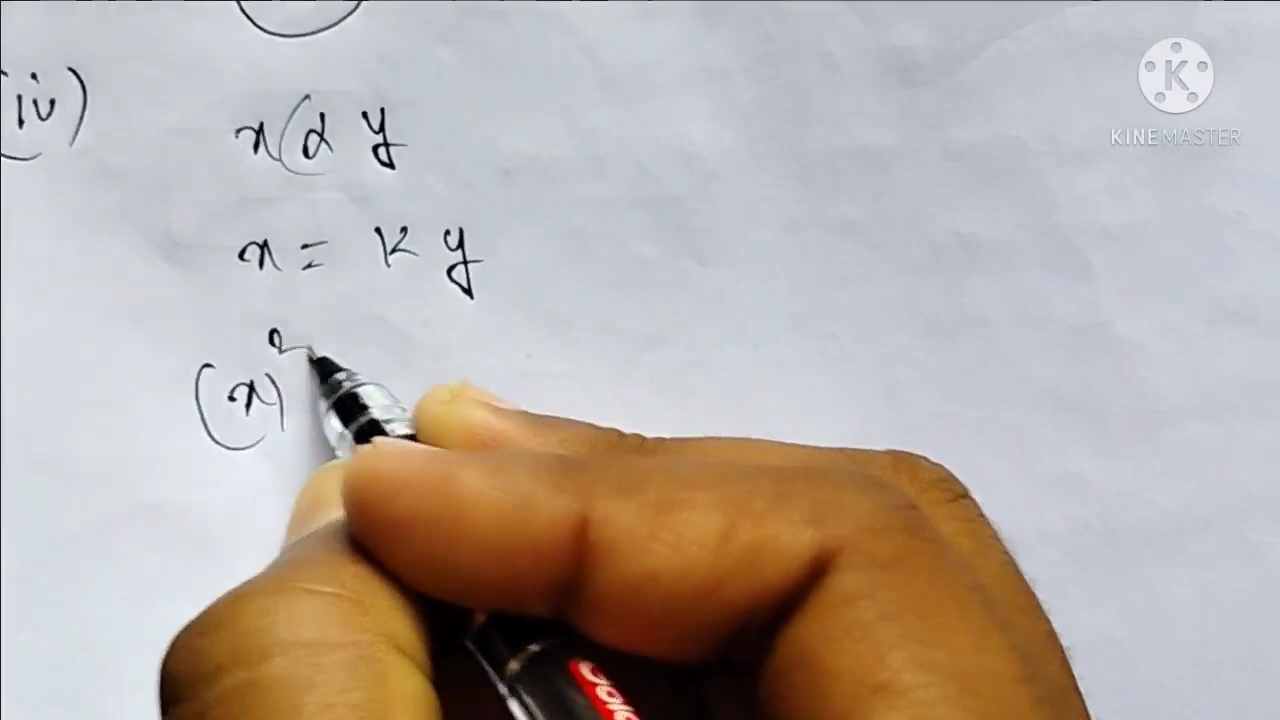 (iv) x α y
K
KINEMASTER
x = K y
(x)²